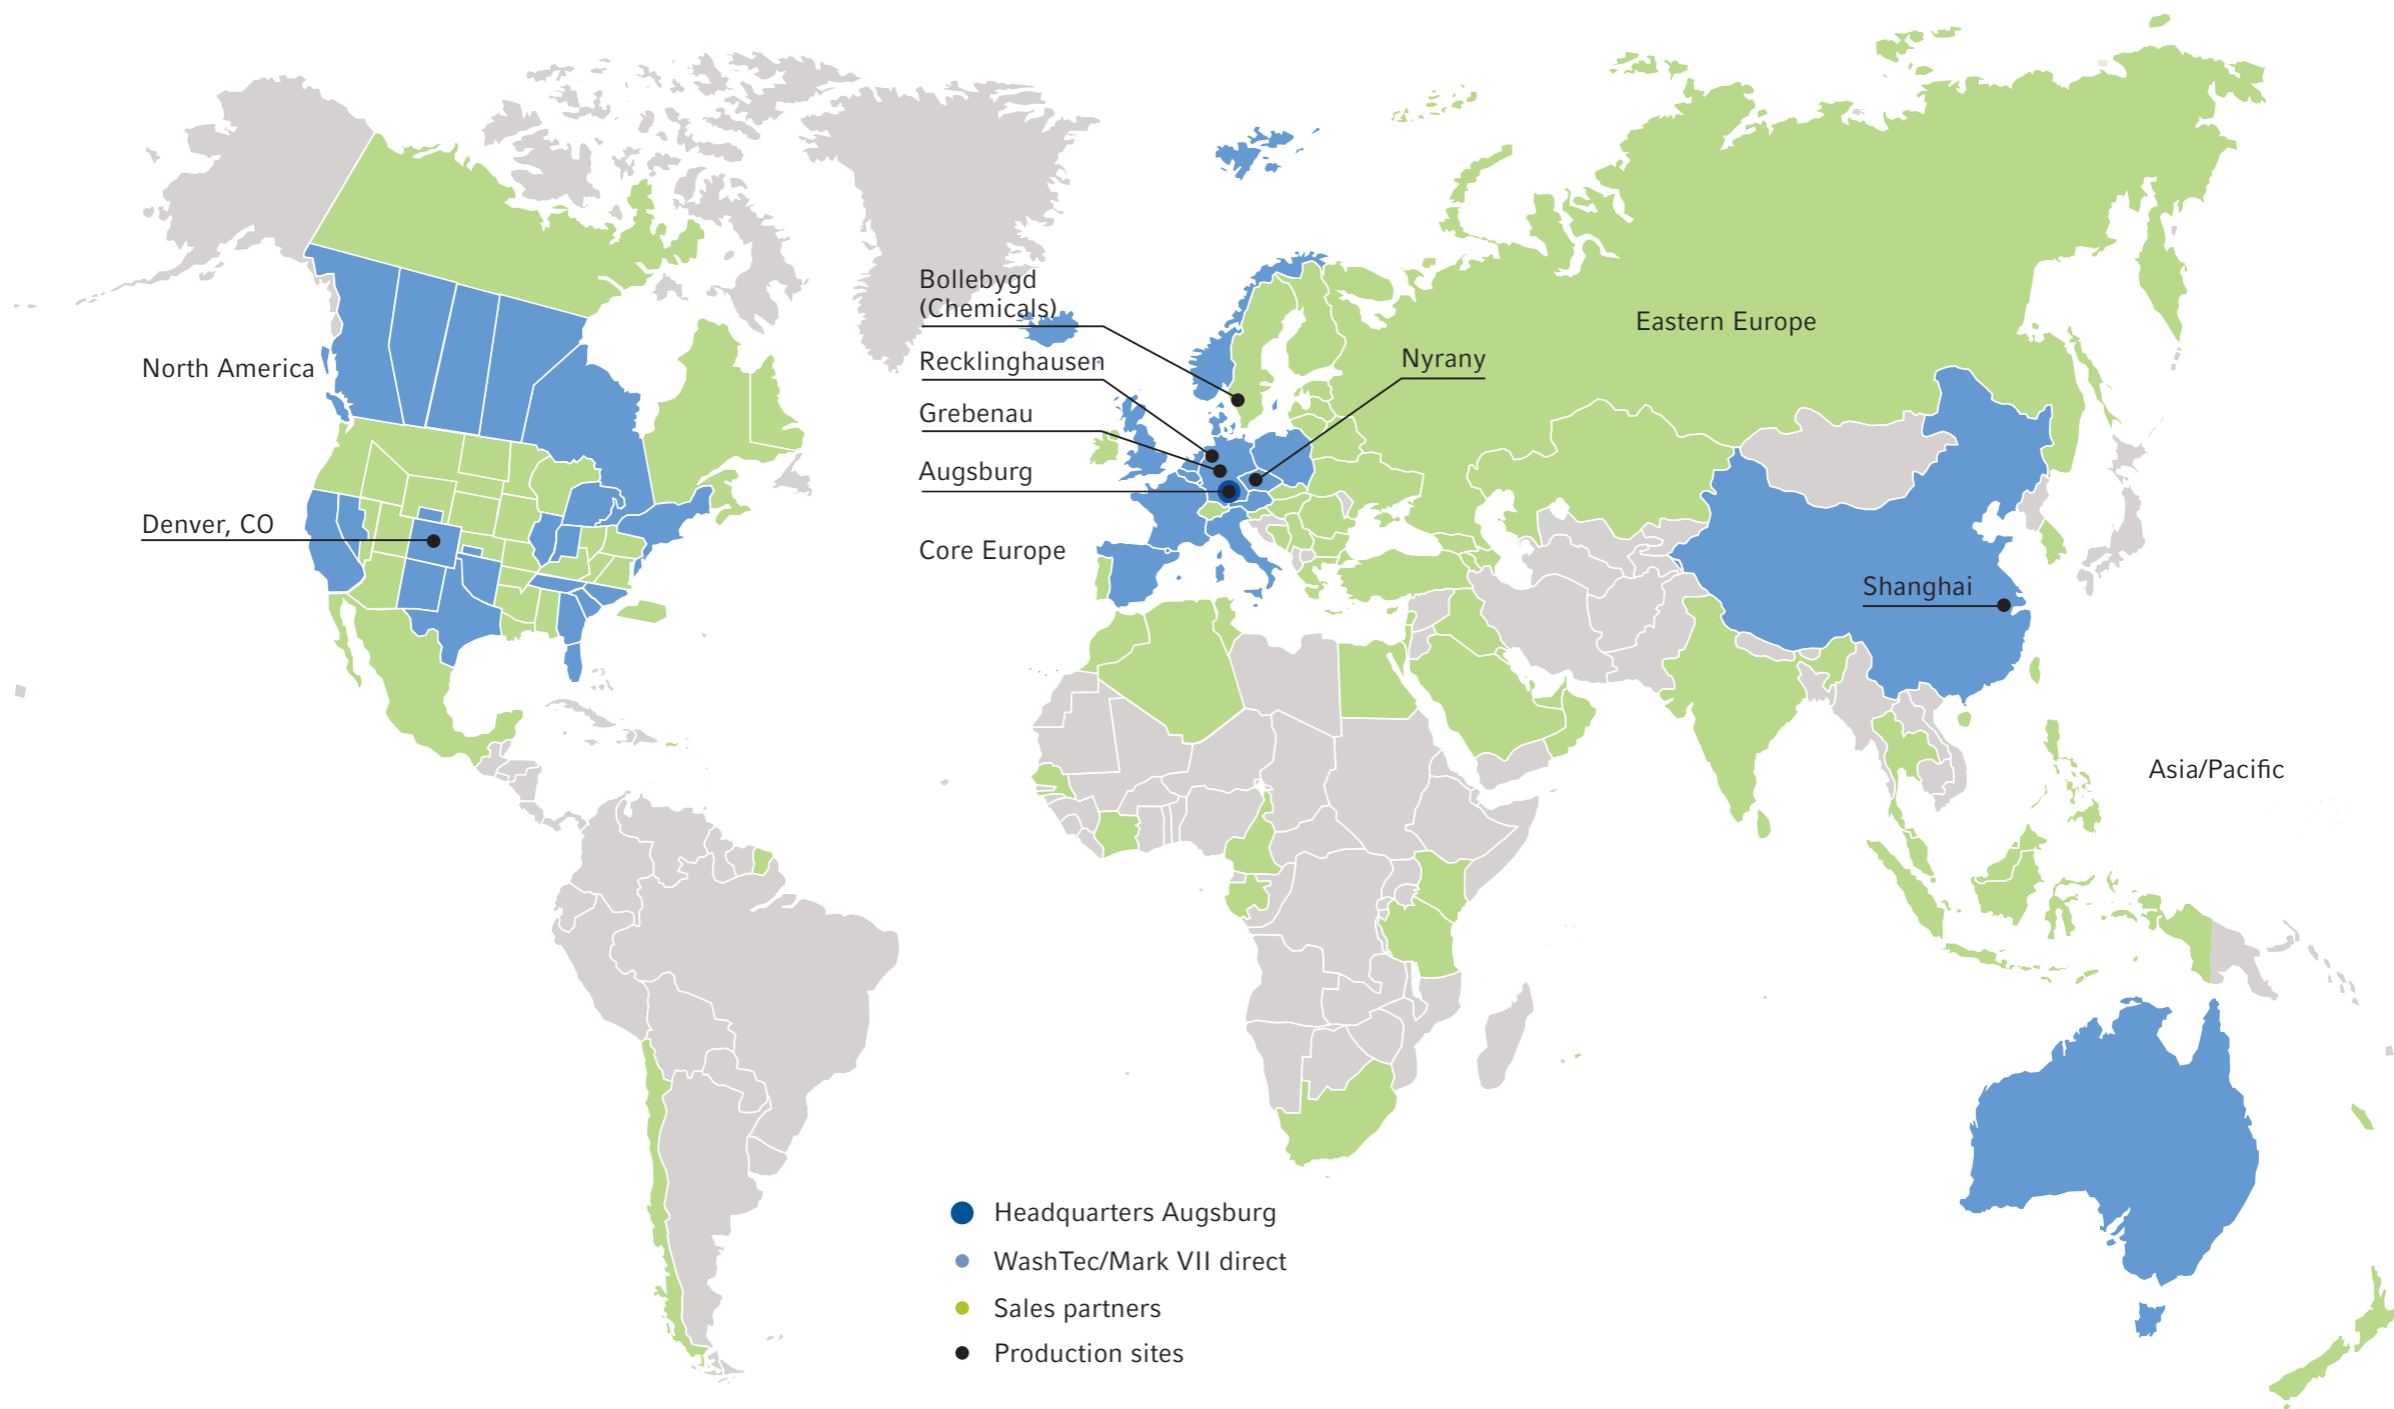 Bollebygd
(Chemicals)
Eastern Europe
North America
Recklinghausen
Nyrany
Grebenau
Augsburg
Denver, CO
Core Europe
Shanghai
Asia/Pacific
Headquarters Augsburg
WashTec/Mark VII direct
Sales partners
Production sites